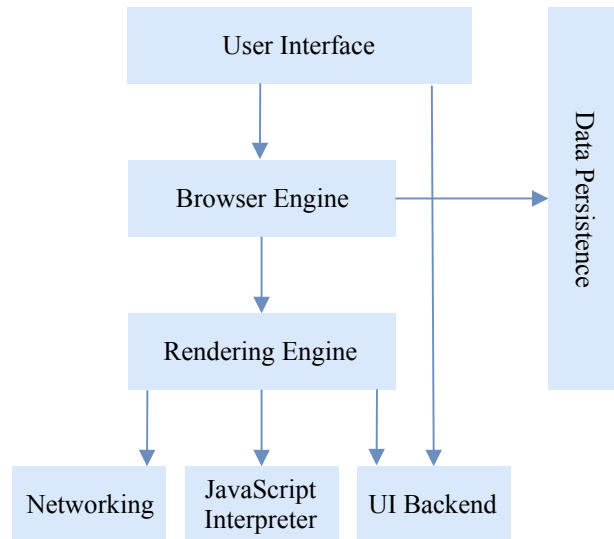 User Interface
Data Persistence
Browser Engine
Rendering Engine
Networking
JavaScript
Interpreter
UI Backend